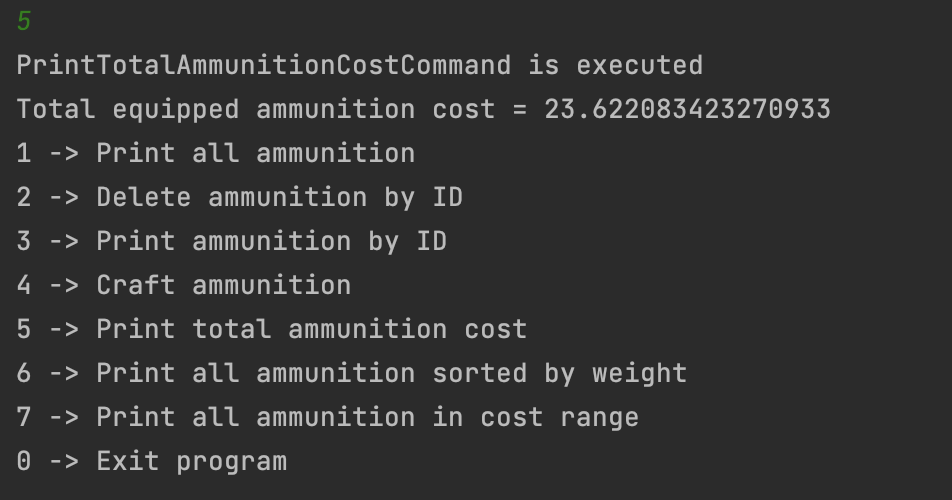 5
PrintTotalAmmunitionCostCommand is executed
Total equipped ammunition cost = 23.622083423270933
1 -> Print all ammunition
2 -> Delete ammunition by ID
3 -> Print ammunition by ID
4 -> Craft ammunition
5 -> Print total ammunition cost
6 -> Print all ammunition sorted by weight
7 -> Print all ammunition in cost range
0 -> Exit program